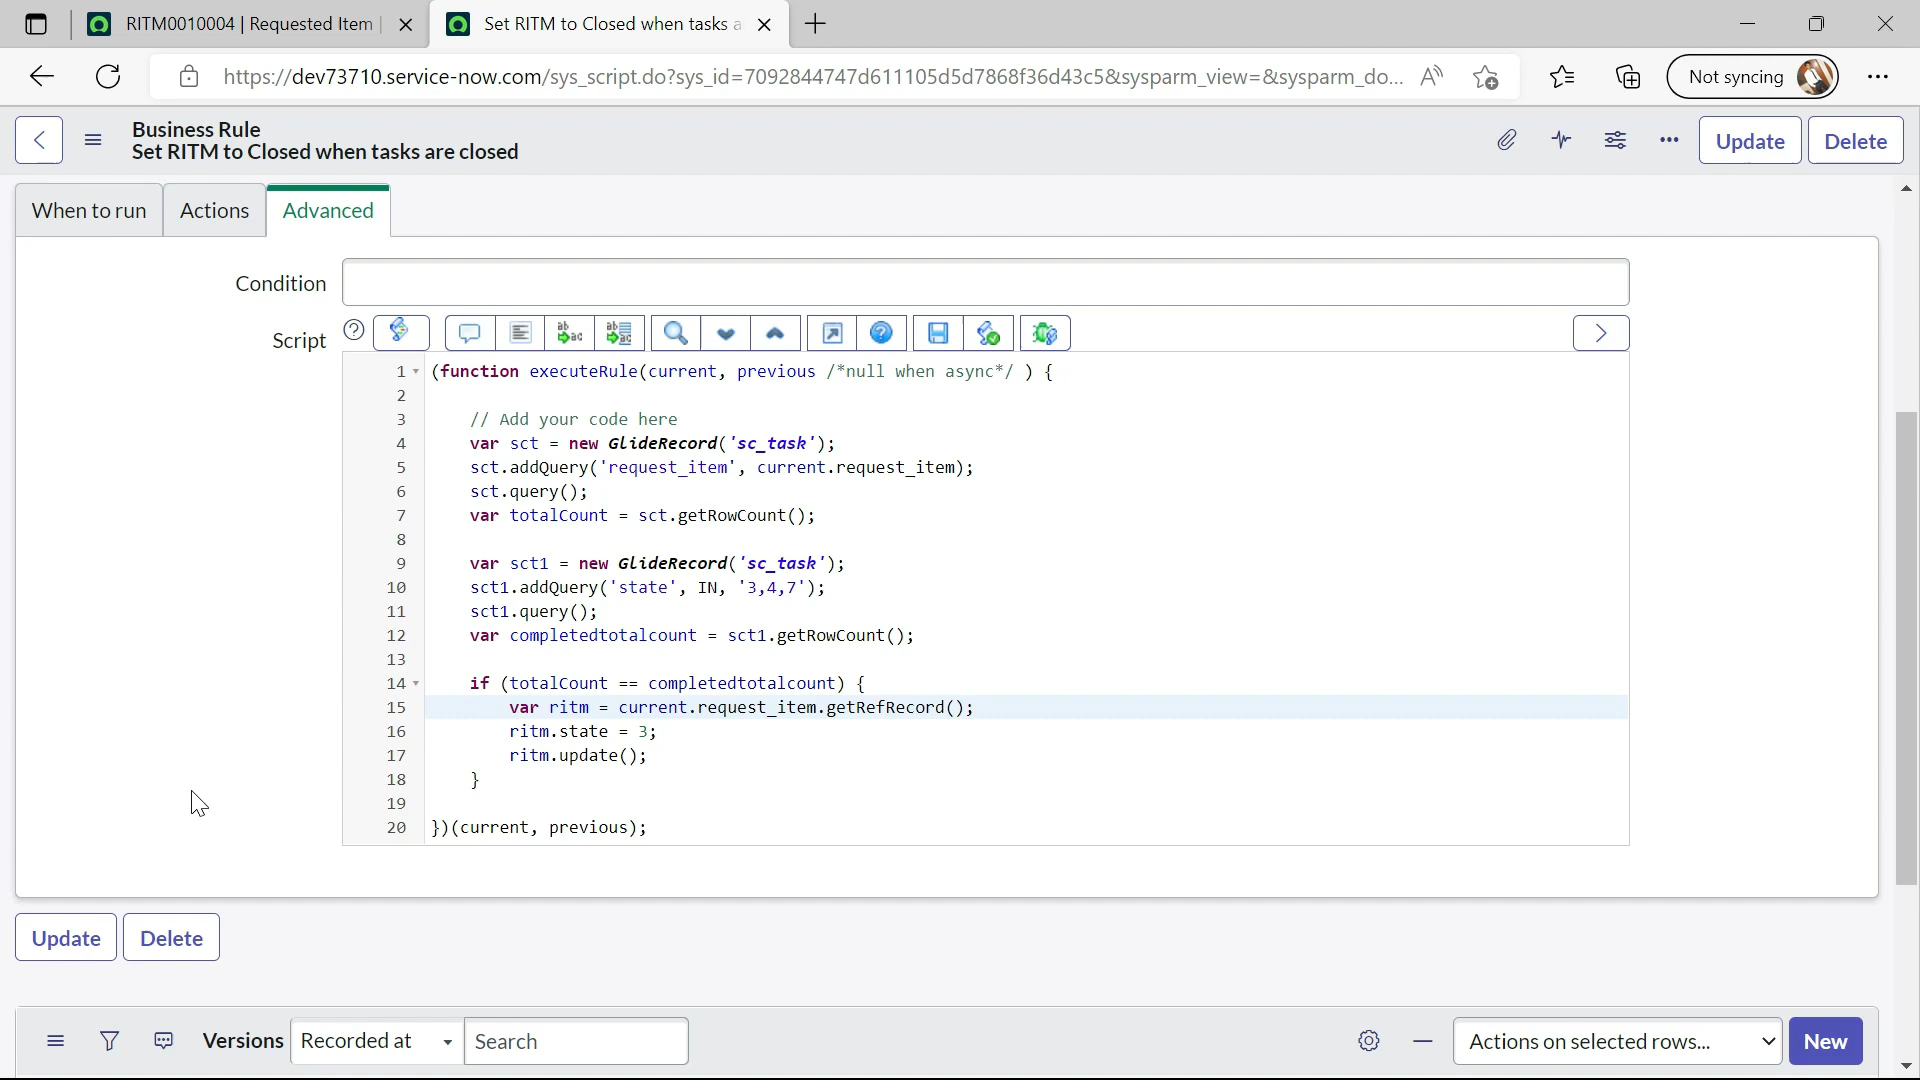 RITM0010004 | Requested Item |
Set RITM to Closed when tasks a
https://dev73710.service-now.com/sys_script.do?sys_id=7092844747d611105d5d7868f36d43c5&sysparm_view=&sysparm_do...
Not syncing
Business Rule
Set RITM to Closed when tasks are closed
Update
Delete
When to run
Actions
Advanced
Condition
Script
1 (function executeRule(current, previous /*null when async*/ ) {
2
3 // Add your code here
4 var sct = new GlideRecord('sc_task');
5 sct.addQuery('request_item', current.request_item);
6 sct.query();
7 var totalCount = sct.getRowCount();
8
9 var sct1 = new GlideRecord('sc_task');
10 sct1.addQuery('state', IN, '3,4,7');
11 sct1.query();
12 var completedtotalcount = sct1.getRowCount();
13
14 if (totalCount == completedtotalcount) {
15 var ritm = current.request_item.getRefRecord();
16 ritm.state = 3;
17 ritm.update();
18 }
19
20 })(current, previous);
Update
Delete
Versions
Recorded at
Search
Actions on selected rows...
New